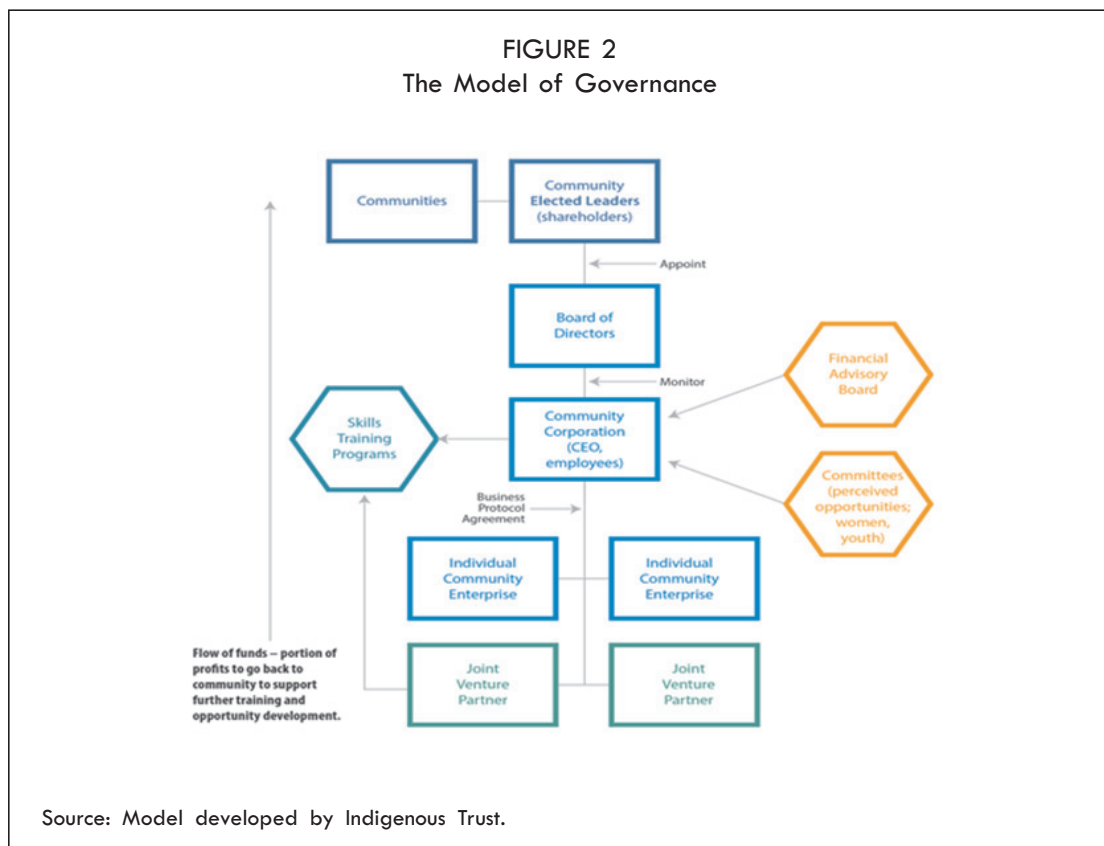 FIGURE 2
The Model of Governance
Communities
Community
Elected Leaders
(shareholders)
Appoint
Board of
Directors
Monitor
Financial
Advisory
Board
Skills
Training
Programs
Community
Corporation
(CEO,
employees)
Committees
(perceived
opportunities;
women,
youth)
Business
Protocol
Agreement
Individual
Community
Enterprise
Individual
Community
Enterprise
Flow of funds – portion of
profits to go back to
community to support
further training and
opportunity development.
Joint
Venture
Partner
Joint
Venture
Partner
Source: Model developed by Indigenous Trust.